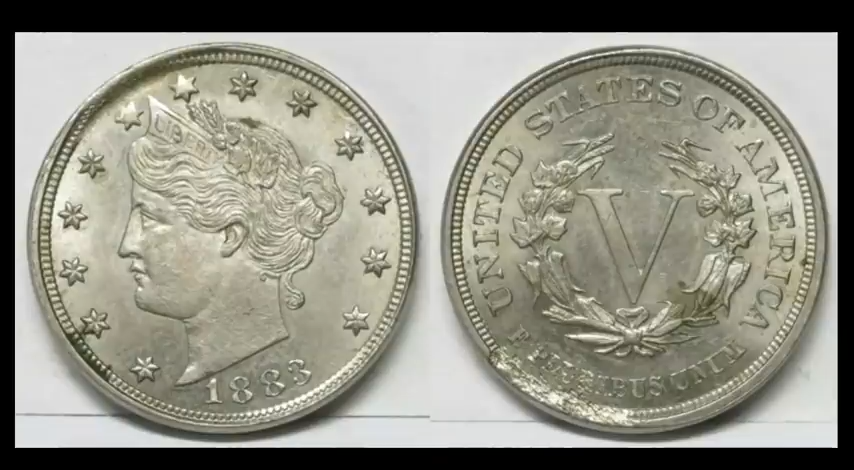 LIBERTY
1883
UNITED STATES OF AMERICA
V
E PLURIBUS UNUM